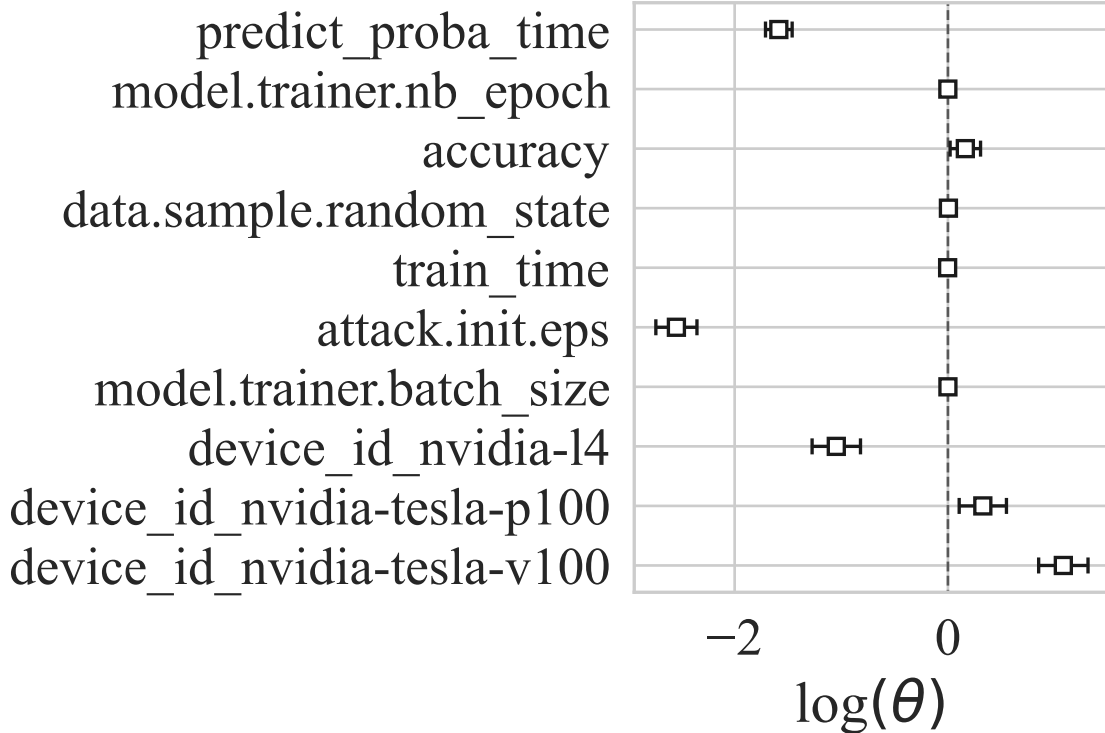 predict_proba_time
model.trainer.nb_epoch
accuracy
data.sample.random_state
train_time
attack.init.eps
model.trainer.batch_size
device_id_nvidia-l4
device_id_nvidia-tesla-p100
device_id_nvidia-tesla-v100
−2 0
log(θ)